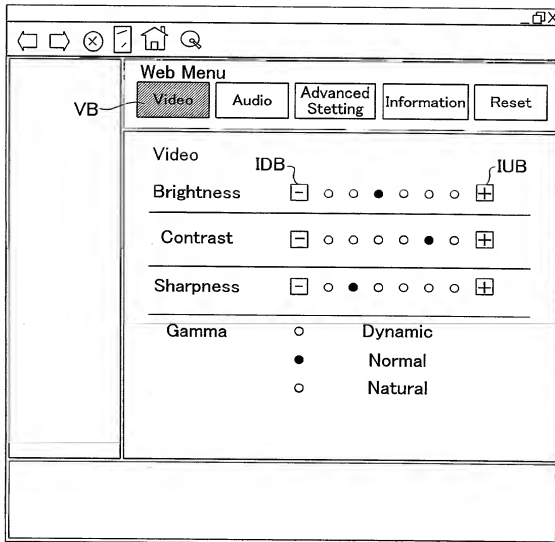 Web Menu
VB
Video
Audio
Advanced
Stetting
Information
Reset
Video
IDB
IUB
Brightness
Contrast
Sharpness
Gamma
Dynamic
Normal
Natural